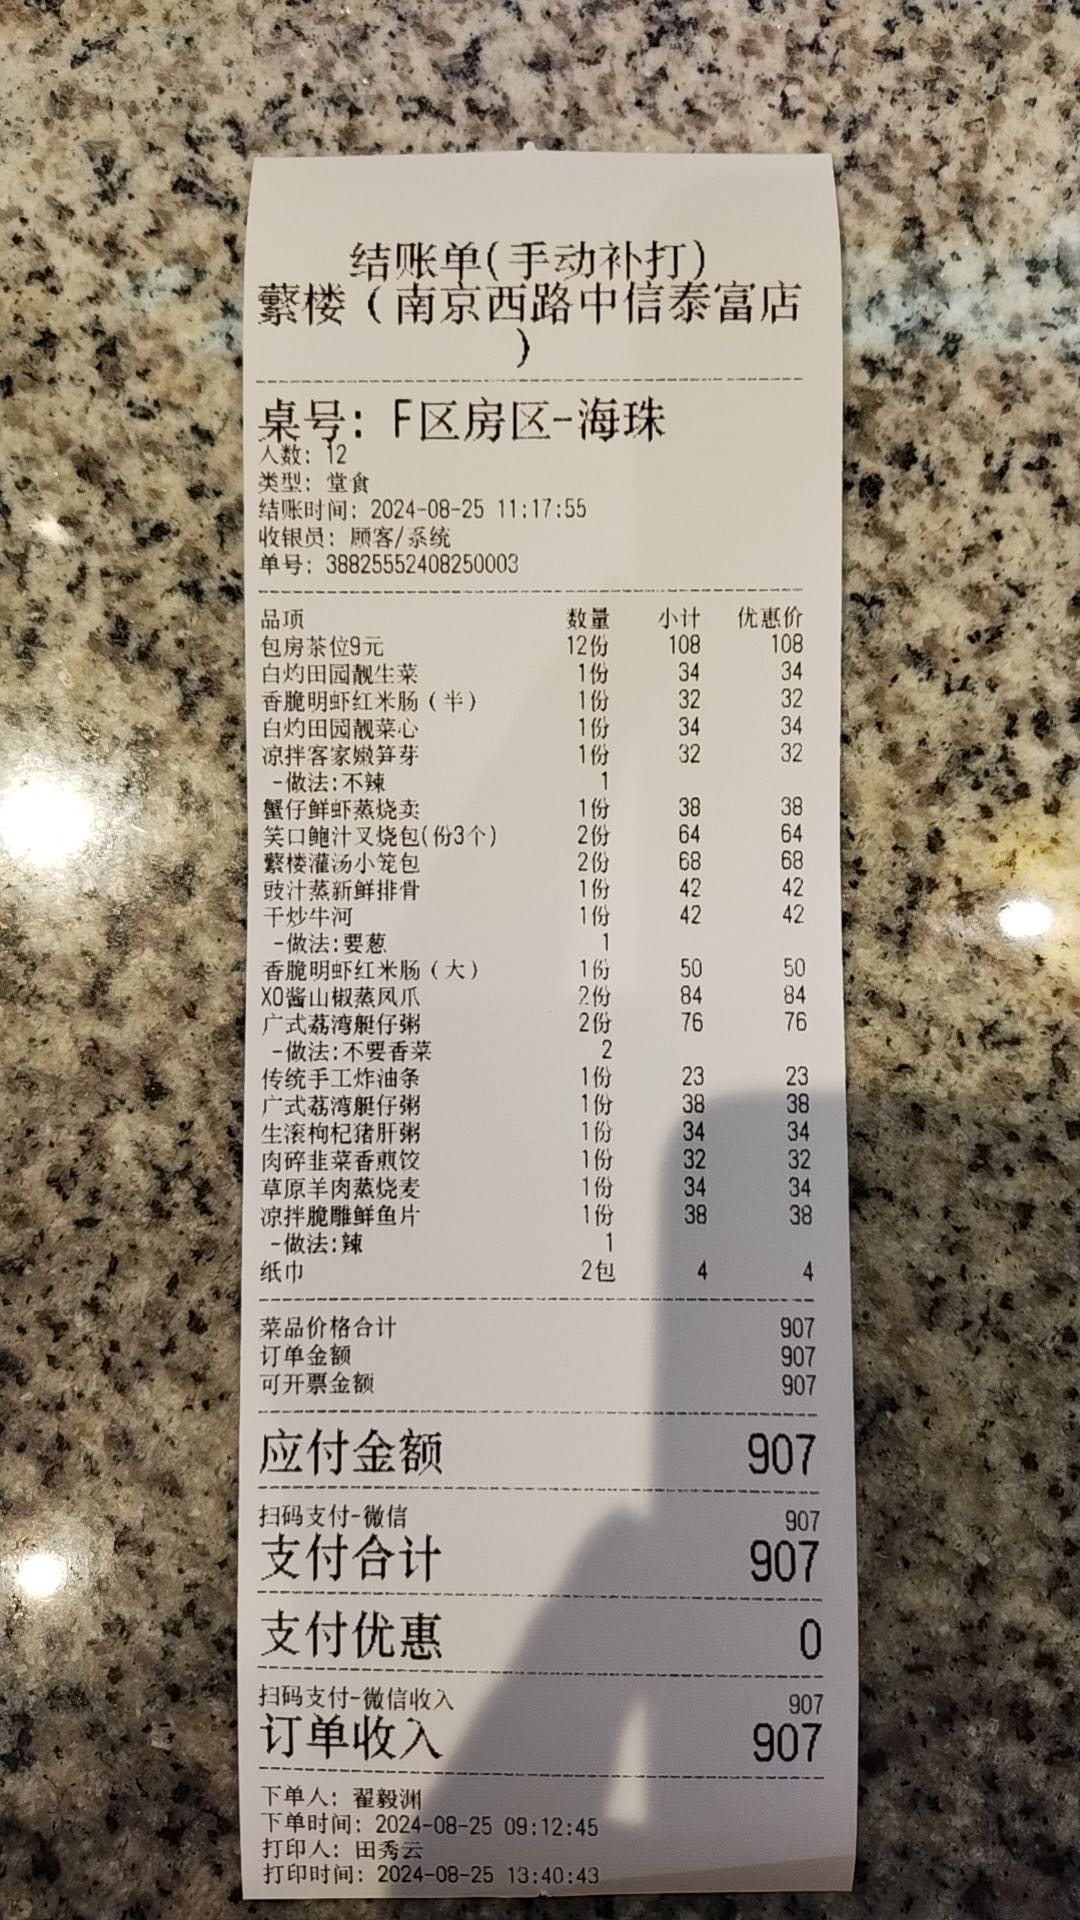 结账单(手动补打)
蘩楼（南京西路中信泰富店
）
桌号: F区房区-海珠
人数: 12
类型: 堂食
结账时间: 2024-08-25 11:17:55
收银员: 顾客/系统
单号: 38825552408250003
品项 数量 小计 优惠价
包房茶位9元 12份 108 108
白灼田园靓生菜 1份 34 34
香脆明虾红米肠（半） 1份 32 32
白灼田园靓菜心 1份 34 34
凉拌客家嫩笋芽 1份 32 32
-做法:不辣 1
蟹仔鲜虾蒸烧卖 1份 38 38
笑口鲍汁叉烧包(份3个) 2份 64 64
蘩楼灌汤小笼包 2份 68 68
豉汁蒸新鲜排骨 1份 42 42
干炒牛河 1份 42 42
-做法:要葱 1
香脆明虾红米肠（大） 1份 50 50
XO酱山椒蒸凤爪 2份 84 84
广式荔湾艇仔粥 2份 76 76
-做法:不要香菜 2
传统手工炸油条 1份 23 23
广式荔湾艇仔粥 1份 38 38
生滚枸杞猪肝粥 1份 34 34
肉碎韭菜香煎饺 1份 32 32
草原羊肉蒸烧麦 1份 34 34
凉拌脆雕鲜鱼片 1份 38 38
-做法:辣 1
纸巾 2包 4 4
菜品价格合计 907
订单金额 907
可开票金额 907
应付金额 907
扫码支付-微信 907
支付合计 907
支付优惠 0
扫码支付-微信收入 907
订单收入 907
下单人: 翟毅渊
下单时间: 2024-08-25 09:12:45
打印人: 田秀云
打印时间: 2024-08-25 13:40:43